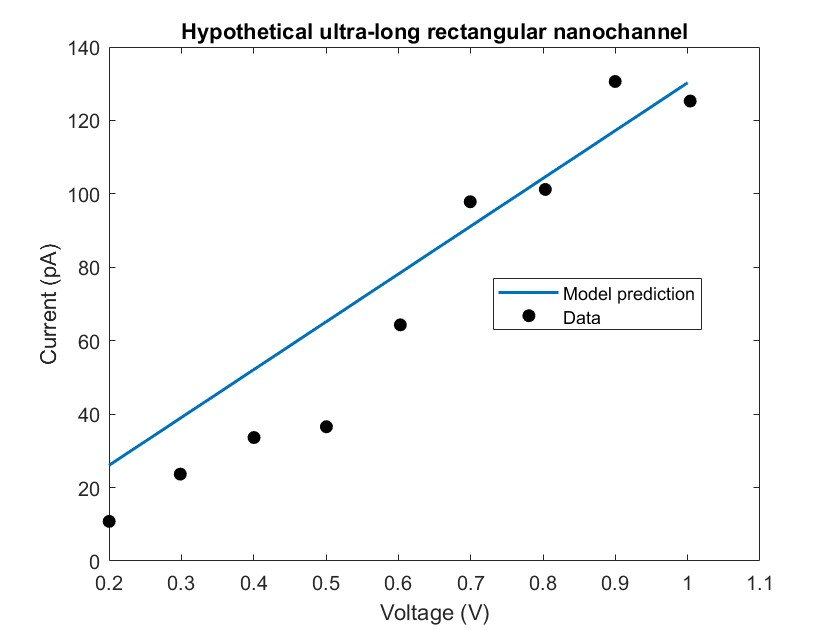 Hypothetical ultra-long rectangular nanochannel
140
120
100
80
60
40
20
0
Current (pA)
Model prediction
Data
0.2 0.3 0.4 0.5 0.6 0.7 0.8 0.9 1 1.1
Voltage (V)